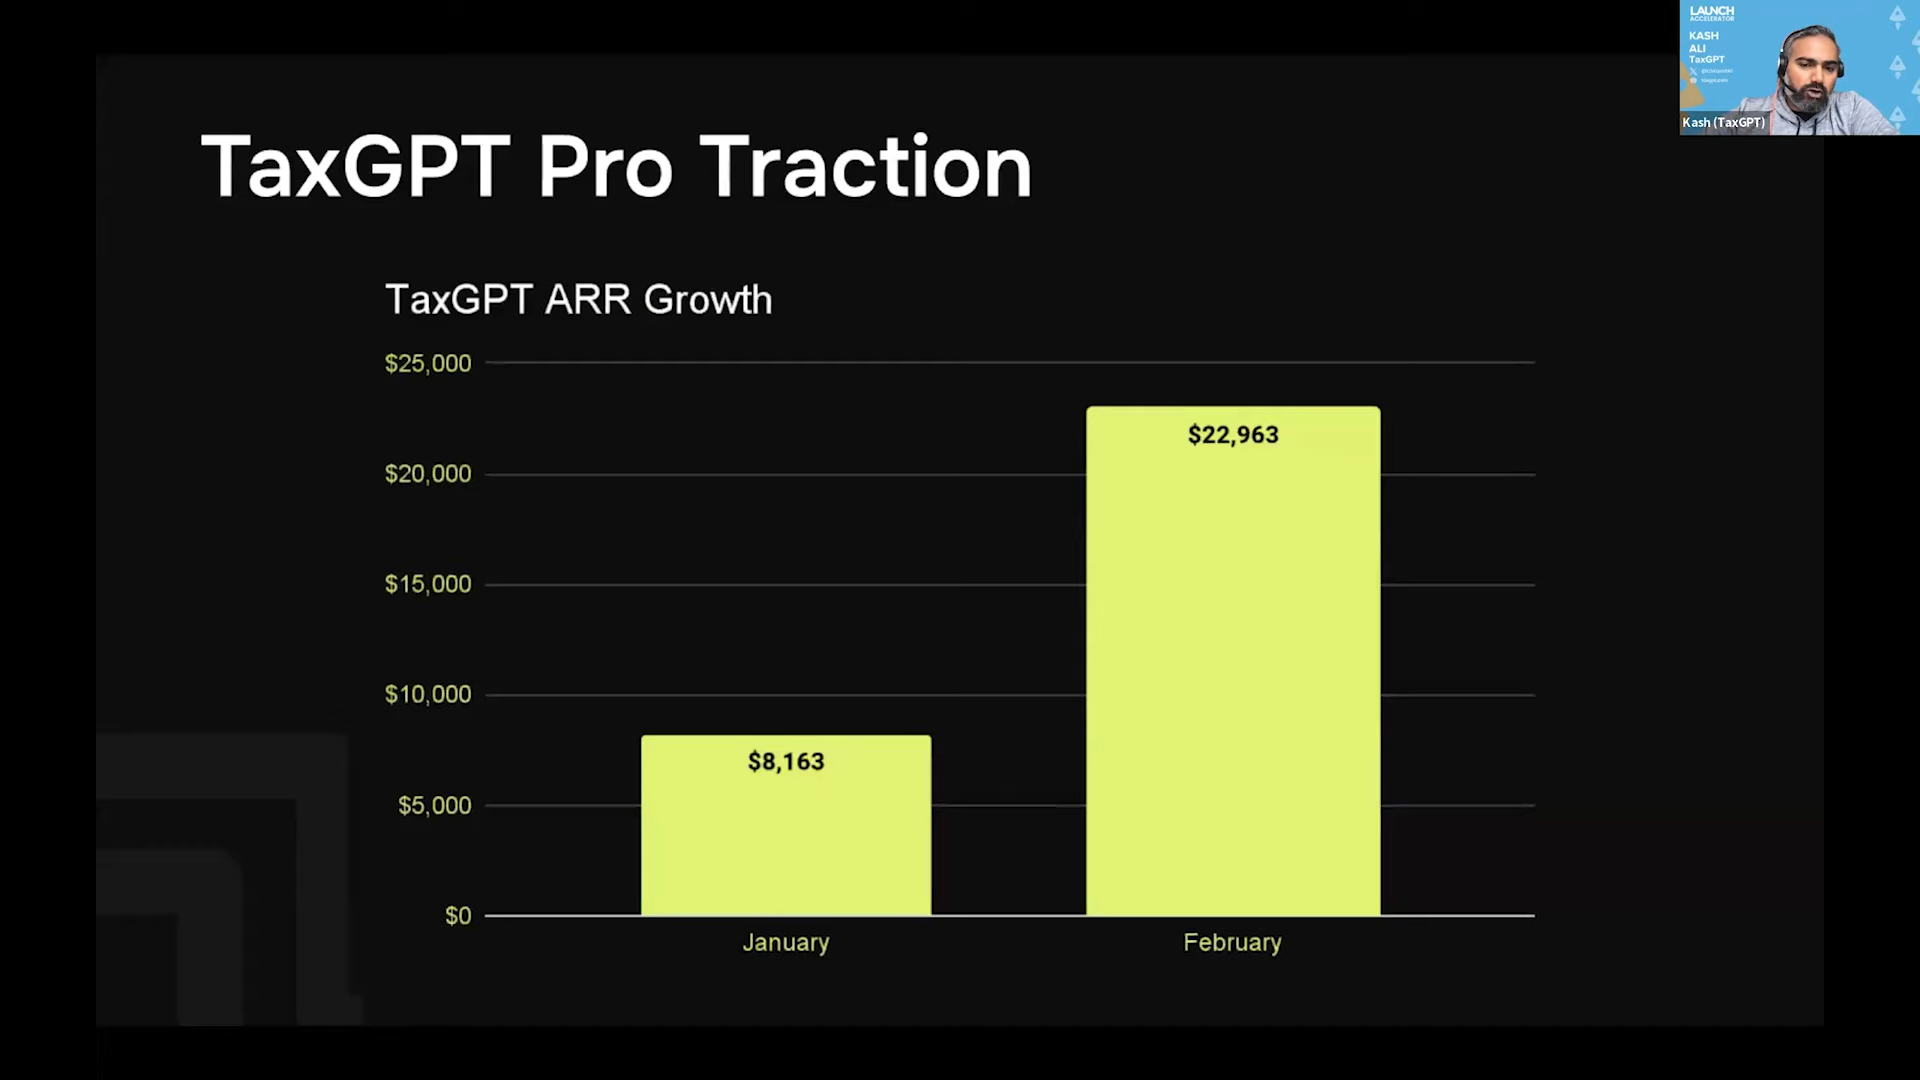 TaxGPT Pro Traction
TaxGPT ARR Growth
$25,000
$20,000
$15,000
$10,000
$5,000
$0
$22,963
$8,163
January
February
LAUNCH
ACCELERATOR
KASH
ALI
TaxGPT
Kash (TaxGPT)